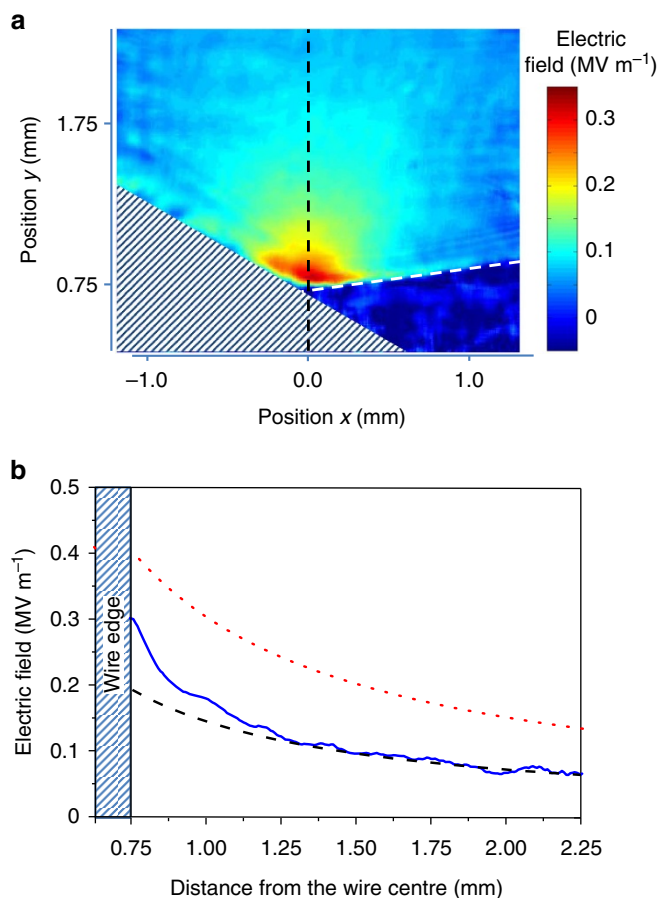 a
Electric
field (MV m⁻¹)
1.75
0.75
Position y (mm)
0.3
0.2
0.1
0
–1.0
0.0
1.0
Position x (mm)
b
0.5
0.4
0.3
0.2
0.1
0
Electric field (MV m⁻¹)
Wire edge
0.75
1.00
1.25
1.50
1.75
2.00
2.25
Distance from the wire centre (mm)